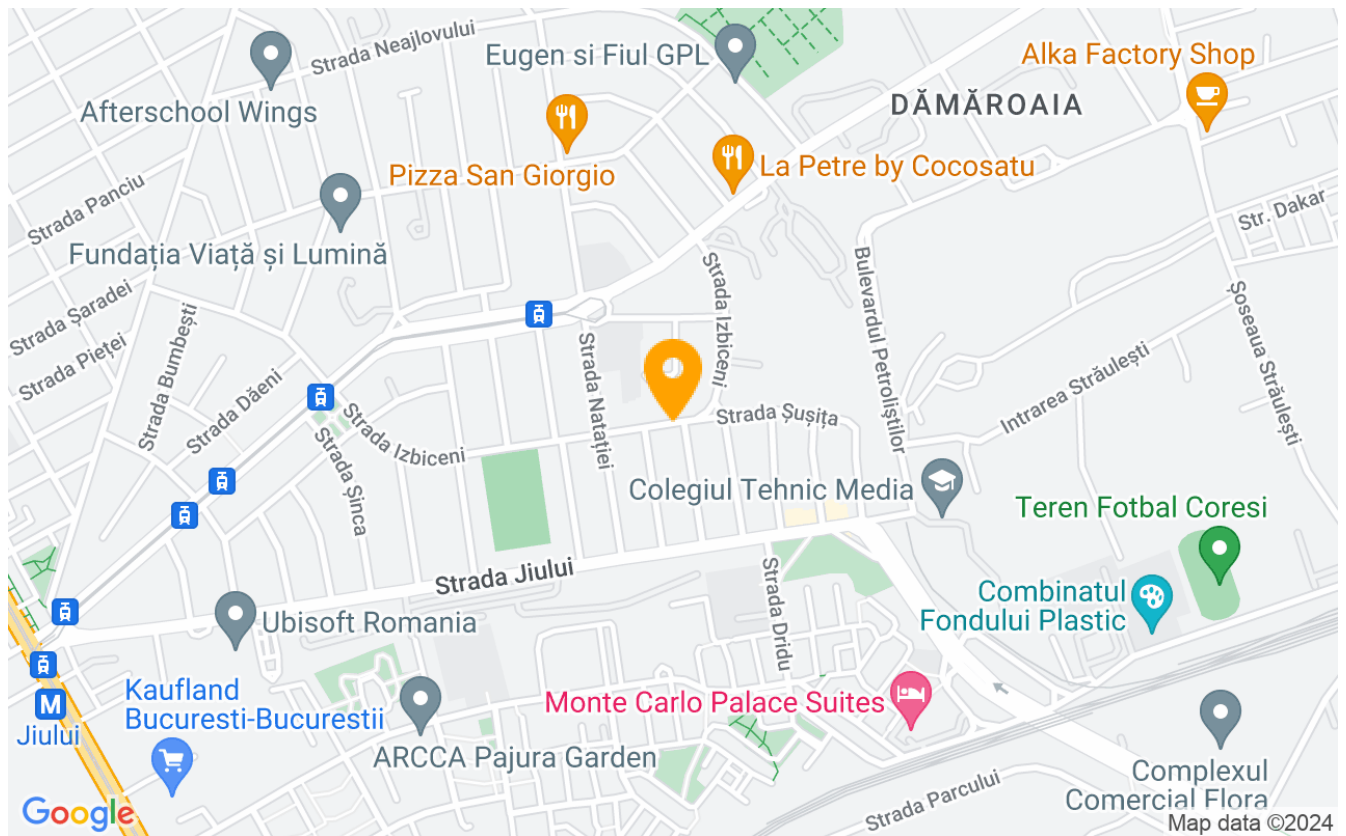 Strada Neajlovului
Eugen si Fiul GPL
Alka Factory Shop
Afterschool Wings
DĂMĂROAIA
Pizza San Giorgio
La Petre by Cocosatu
Strada Panciu
Str. Dakar
Fundația Viață și Lumină
Strada Șaradei
Strada Izbiceni
Bulevardul Petroliștilor
Șoseaua Străulești
Strada Pieței
Strada Bumbești
Strada Natației
Intrarea Străulești
Strada Dăeni
Strada Izbiceni
Strada Șușița
Strada Șinca
Colegiul Tehnic Media
Teren Fotbal Coresi
Strada Jiului
Strada Dridu
Combinatul
Fondului Plastic
Ubisoft Romania
Kaufland
Bucuresti-Bucurestii
Monte Carlo Palace Suites
M
Jiului
ARCCA Pajura Garden
Strada Parcului
Complexul
Comercial Flora
Google
Map data ©2024